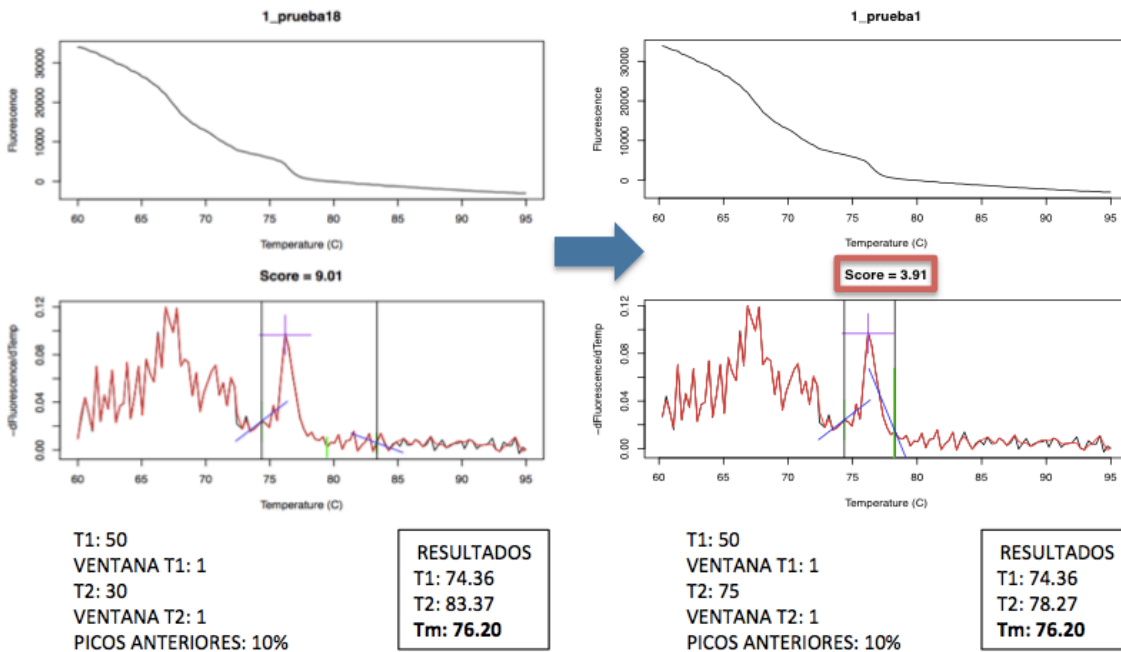 1_prueba18
Fluorescence
30000
20000
10000
0
60 65 70 75 80 85 90 95
Temperature (C)
Score = 9.01
-dFluorescence/dTemp
0.12
0.08
0.04
0.00
60 65 70 75 80 85 90 95
Temperature (C)
T1: 50
VENTANA T1: 1
T2: 30
VENTANA T2: 1
PICOS ANTERIORES: 10%
RESULTADOS
T1: 74.36
T2: 83.37
Tm: 76.20
1_prueba1
Fluorescence
30000
20000
10000
0
60 65 70 75 80 85 90 95
Temperature (C)
Score = 3.91
-dFluorescence/dTemp
0.12
0.08
0.04
0.00
60 65 70 75 80 85 90 95
Temperature (C)
T1: 50
VENTANA T1: 1
T2: 75
VENTANA T2: 1
PICOS ANTERIORES: 10%
RESULTADOS
T1: 74.36
T2: 78.27
Tm: 76.20